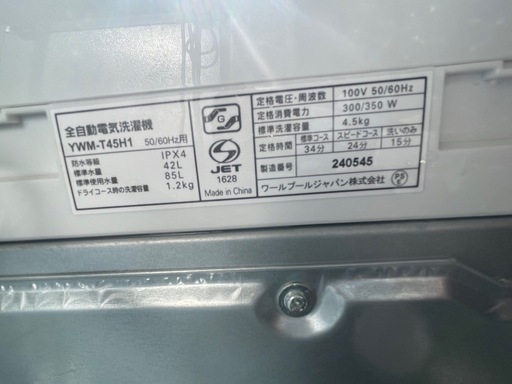 全自動電気洗濯機
YWM-T45H1 50/60Hz用
防水等級 IPX4
標準水量 42L
標準使用水量 85L
ドライコース時の洗濯容量 1.2kg
G
S
JET
1628
Made in China
定格電圧・周波数 100V 50/60Hz
定格消費電力 300/350 W
4.5kg
標準コース スピードコース 洗いのみ
定格時間 34分 24分 15分
製造番号 240545
ワールプールジャパン株式会社
PS
E